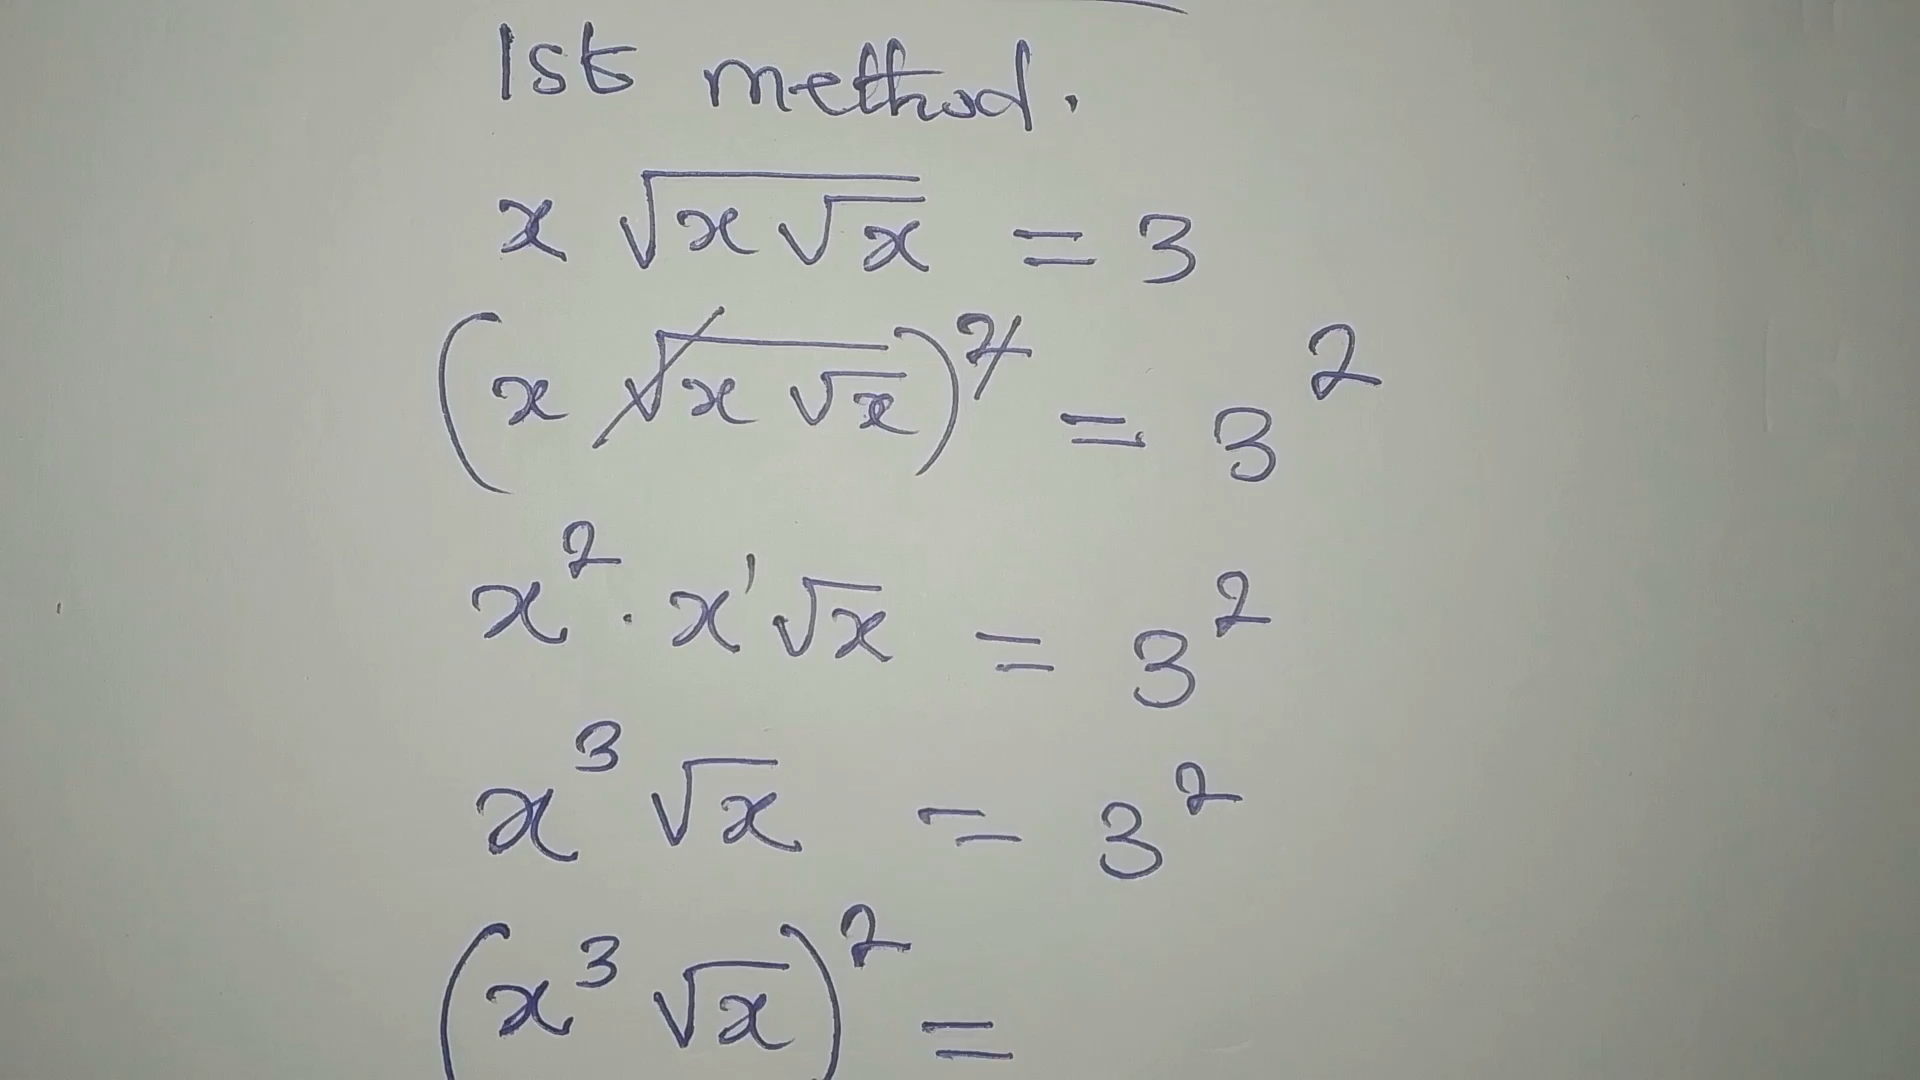 1st method.
x √(x √x) = 3
(x √(x √x))² = 3²
x² · x¹ √x = 3²
x³ √x = 3²
(x³ √x)² =